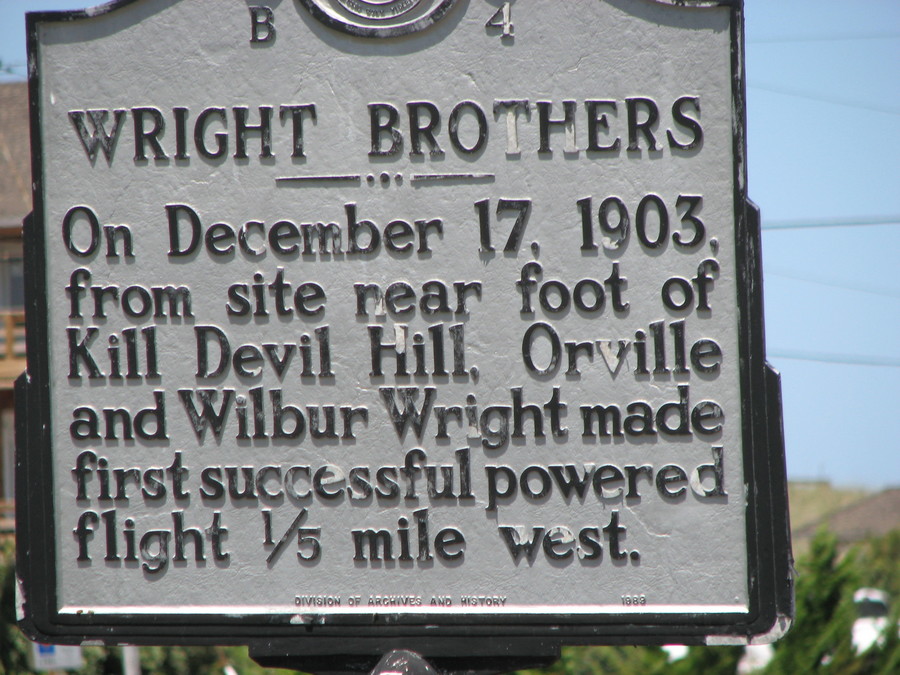 B 4
WRIGHT BROTHERS
On December 17, 1903,
from site near foot of
Kill Devil Hill, Orville
and Wilbur Wright made
first successful powered
flight 1/5 mile west.
DIVISION OF ARCHIVES AND HISTORY 1989